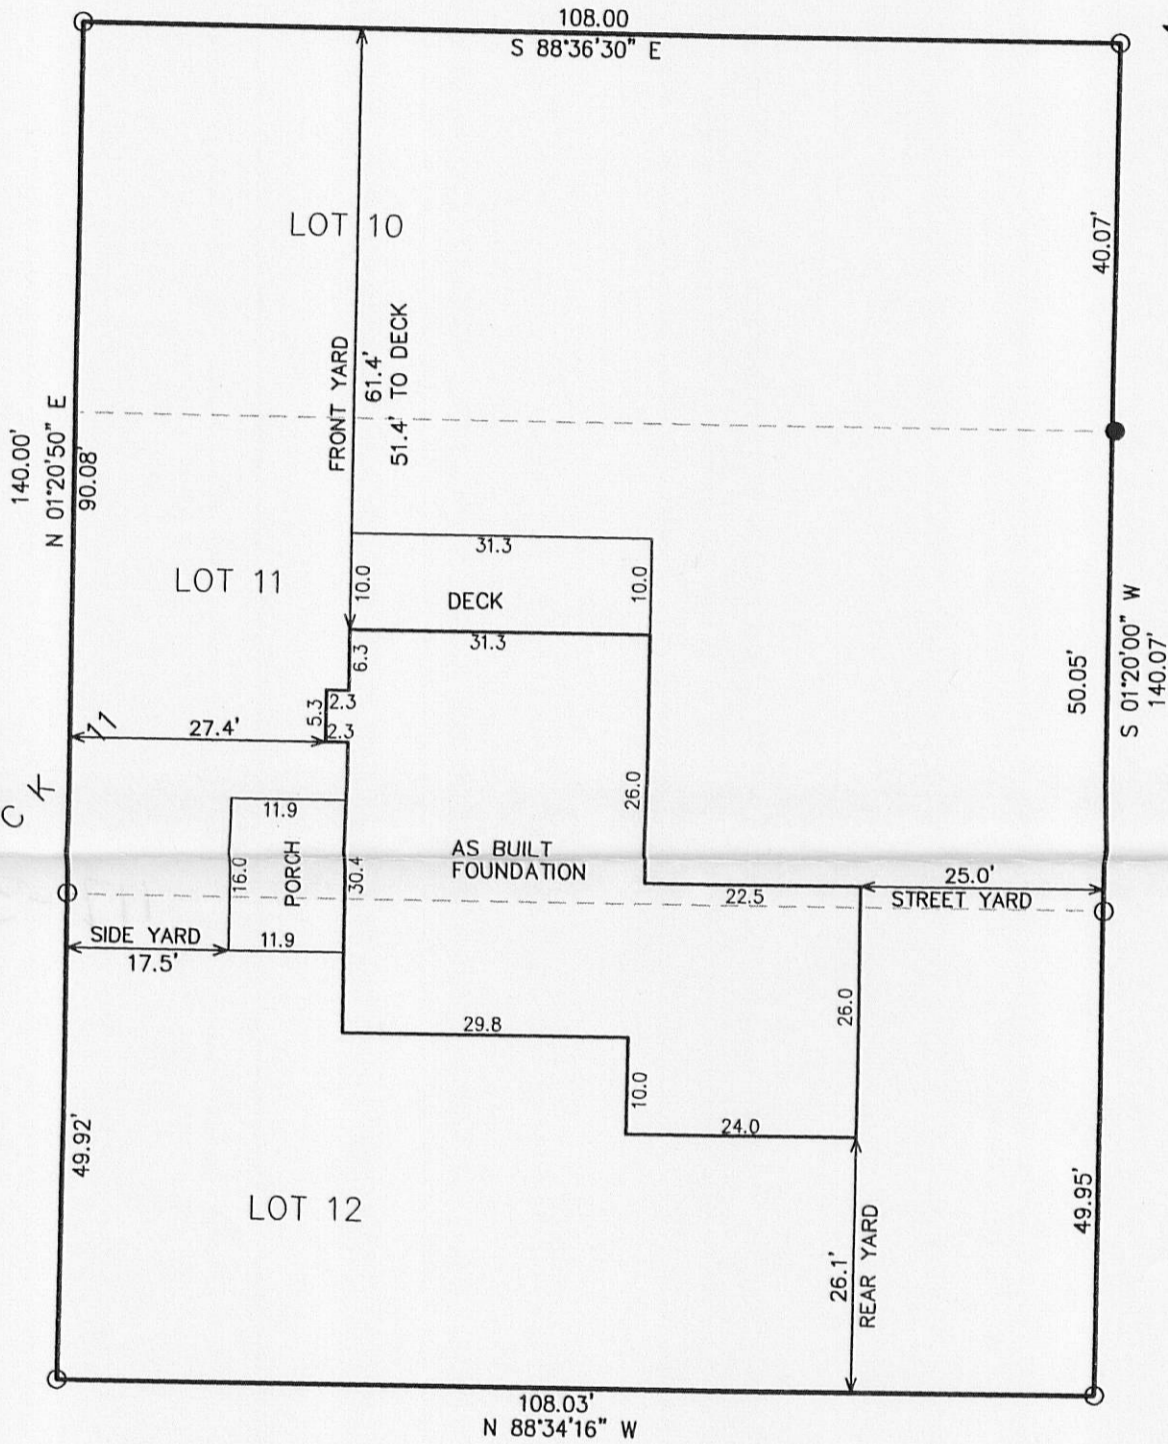 108.00
S 88°36'30" E
LOT 10
40.07'
FRONT YARD
61.4'
51.4' TO DECK
140.00'
N 01°20'50" E
90.08'
31.3
LOT 11
10.0
DECK
10.0
31.3
6.3
2.3
5.3
2.3
50.05'
S 01°20'00" W
140.07'
11
27.4'
26.0
11.9
16.0
PORCH
30.4
AS BUILT
FOUNDATION
22.5
25.0'
STREET YARD
SIDE YARD
17.5'
11.9
26.0
29.8
10.0
24.0
49.92'
LOT 12
49.95'
26.1'
REAR YARD
108.03'
N 88°34'16" W